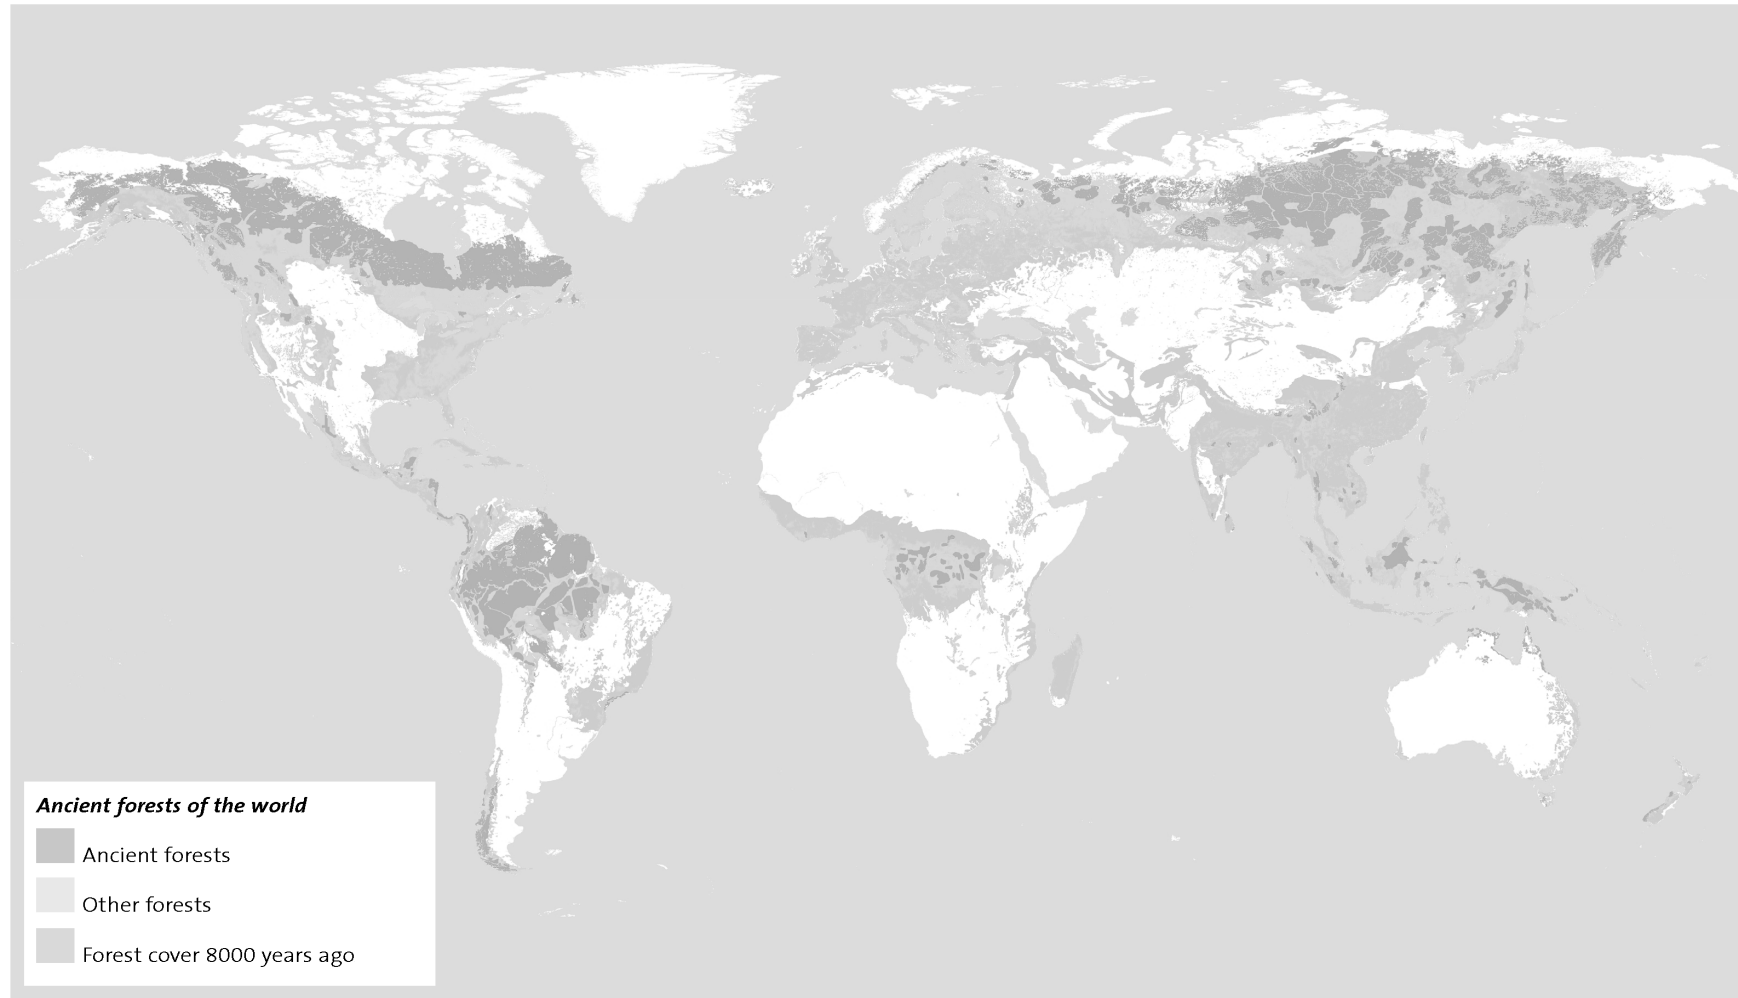 Ancient forests of the world
Ancient forests
Other forests
Forest cover 8000 years ago